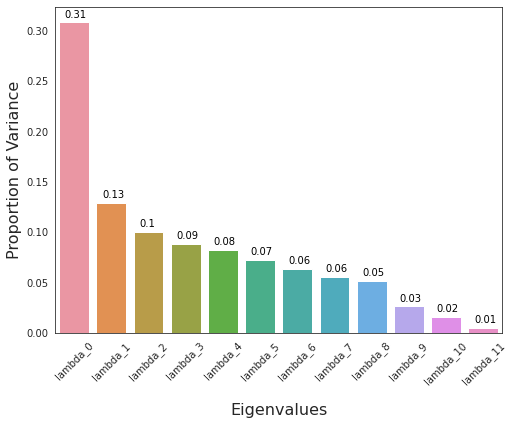 Proportion of Variance
0.30
0.25
0.20
0.15
0.10
0.05
0.00
0.31
0.13
0.1
0.09
0.08
0.07
0.06
0.06
0.05
0.03
0.02
0.01
lambda_0
lambda_1
lambda_2
lambda_3
lambda_4
lambda_5
lambda_6
lambda_7
lambda_8
lambda_9
lambda_10
lambda_11
Eigenvalues